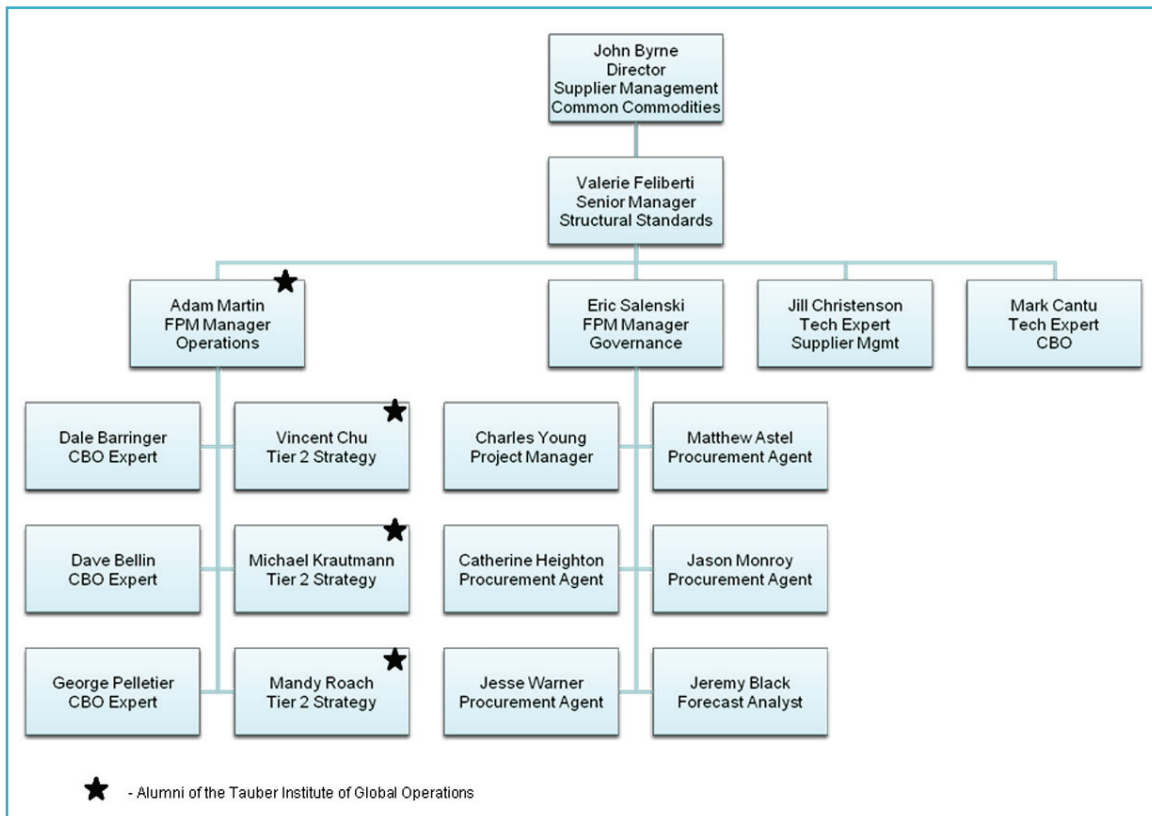 John Byrne
Director
Supplier Management
Common Commodities
Valerie Feliberti
Senior Manager
Structural Standards
Adam Martin
FPM Manager
Operations
Eric Salenski
FPM Manager
Governance
Jill Christenson
Tech Expert
Supplier Mgmt
Mark Cantu
Tech Expert
CBO
Dale Barringer
CBO Expert
Vincent Chu
Tier 2 Strategy
Charles Young
Project Manager
Matthew Astel
Procurement Agent
Dave Bellin
CBO Expert
Michael Krautmann
Tier 2 Strategy
Catherine Heighton
Procurement Agent
Jason Monroy
Procurement Agent
George Pelletier
CBO Expert
Mandy Roach
Tier 2 Strategy
Jesse Warner
Procurement Agent
Jeremy Black
Forecast Analyst
- Alumni of the Tauber Institute of Global Operations